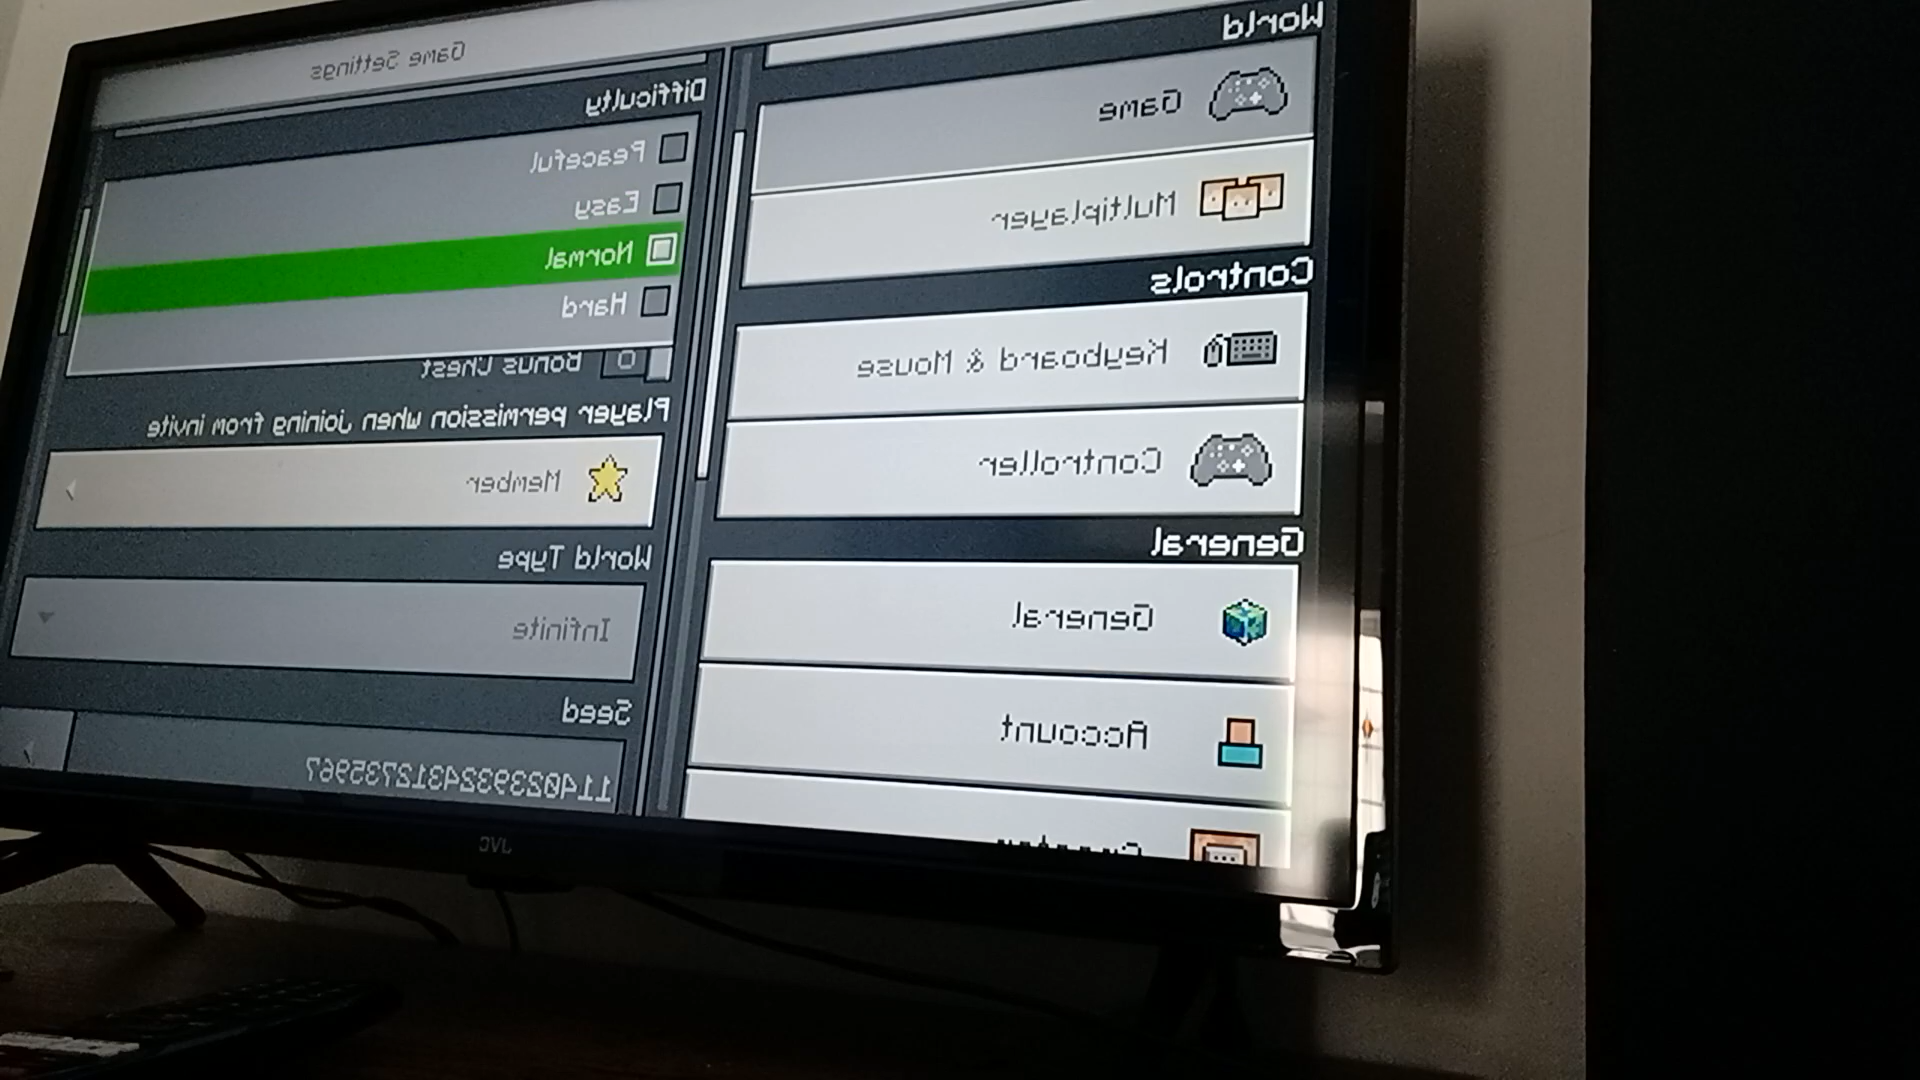 Game Settings
World
Game
Multiplayer
Controls
Keyboard & Mouse
Controller
General
General
Account
Difficulty
Peaceful
Easy
Normal
Hard
Bonus Chest
Player permission when joining from invite
Member
World Type
Infinite
Seed
1140239324312735967
JVC